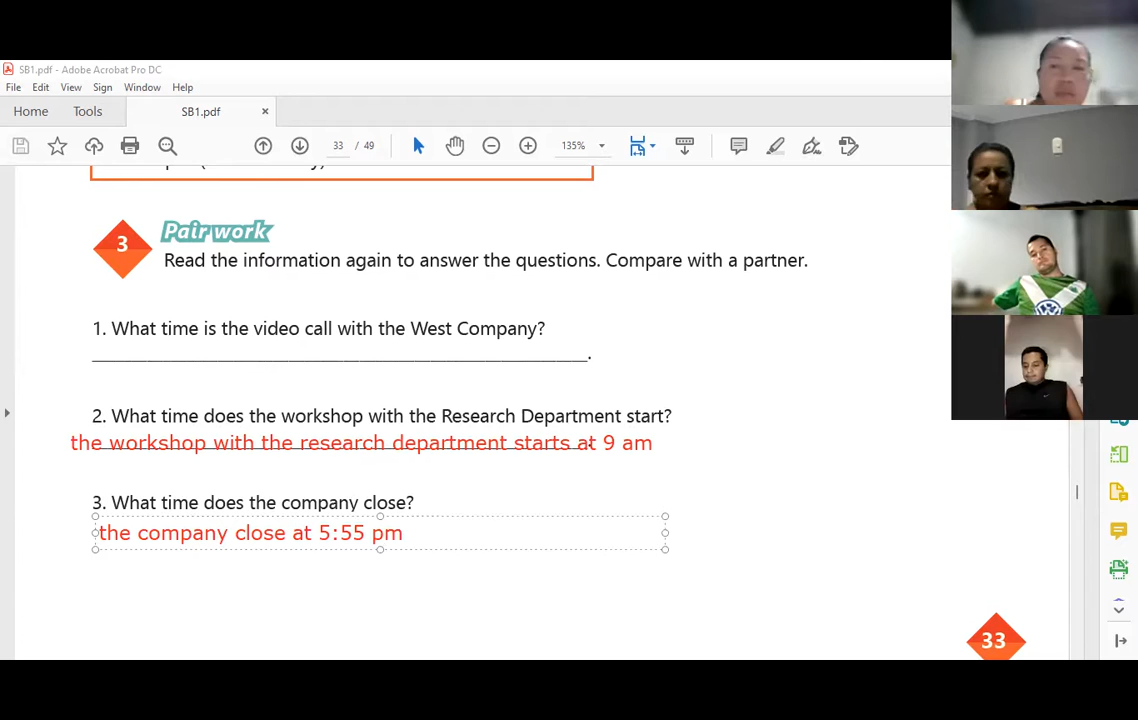 SB1.pdf - Adobe Acrobat Pro DC
File Edit View Sign Window Help
Home Tools SB1.pdf ×
33 / 49 135%
3 Pair work
Read the information again to answer the questions. Compare with a partner.
1. What time is the video call with the West Company?
____________________.
2. What time does the workshop with the Research Department start?
the workshop with the research department starts at 9 am
3. What time does the company close?
the company close at 5:55 pm
33